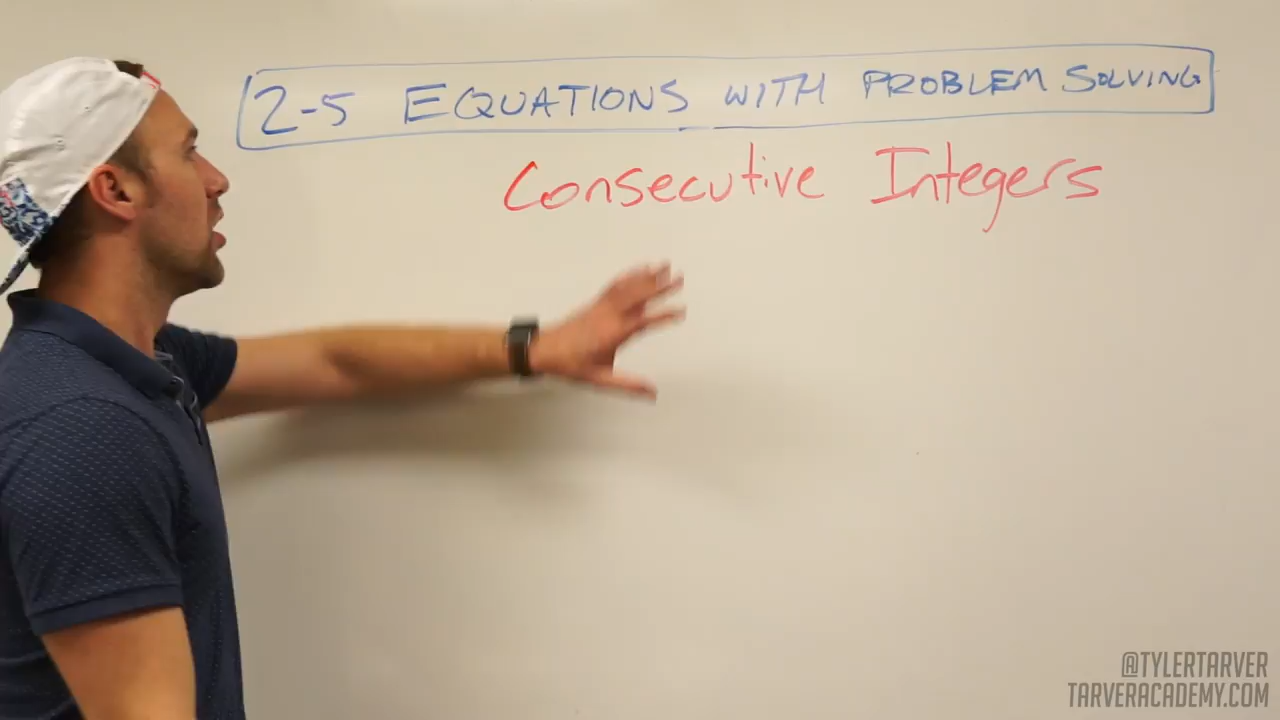 2-5 EQUATIONS WITH PROBLEM SOLVING
Consecutive Integers
@TYLERTARVER
TARVERACADEMY.COM